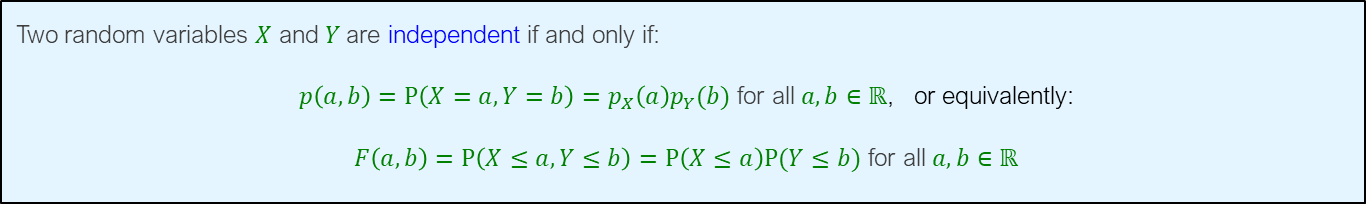 Two random variables X and Y are independent if and only if:
p(a, b) = P(X = a, Y = b) = p_X(a)p_Y(b) for all a, b ∈ ℝ,   or equivalently:
F(a, b) = P(X ≤ a, Y ≤ b) = P(X ≤ a)P(Y ≤ b) for all a, b ∈ ℝ